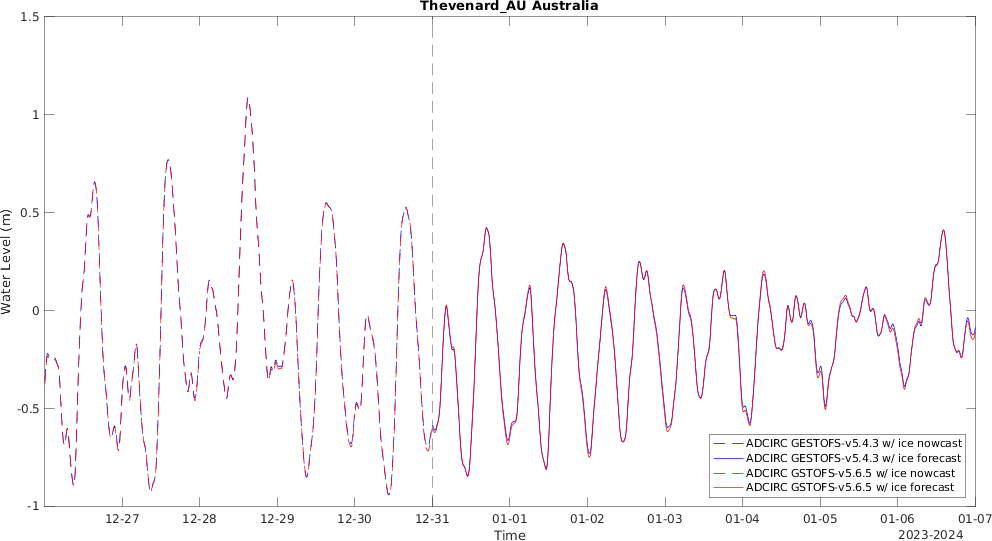 Thevenard_AU Australia
1.5
1
0.5
0
-0.5
-1
Water Level (m)
12-27
12-28
12-29
12-30
12-31
01-01
01-02
01-03
01-04
01-05
01-06
01-07
Time
2023-2024
ADCIRC GESTOFS-v5.4.3 w/ ice nowcast
ADCIRC GESTOFS-v5.4.3 w/ ice forecast
ADCIRC GSTOFS-v5.6.5 w/ ice nowcast
ADCIRC GSTOFS-v5.6.5 w/ ice forecast